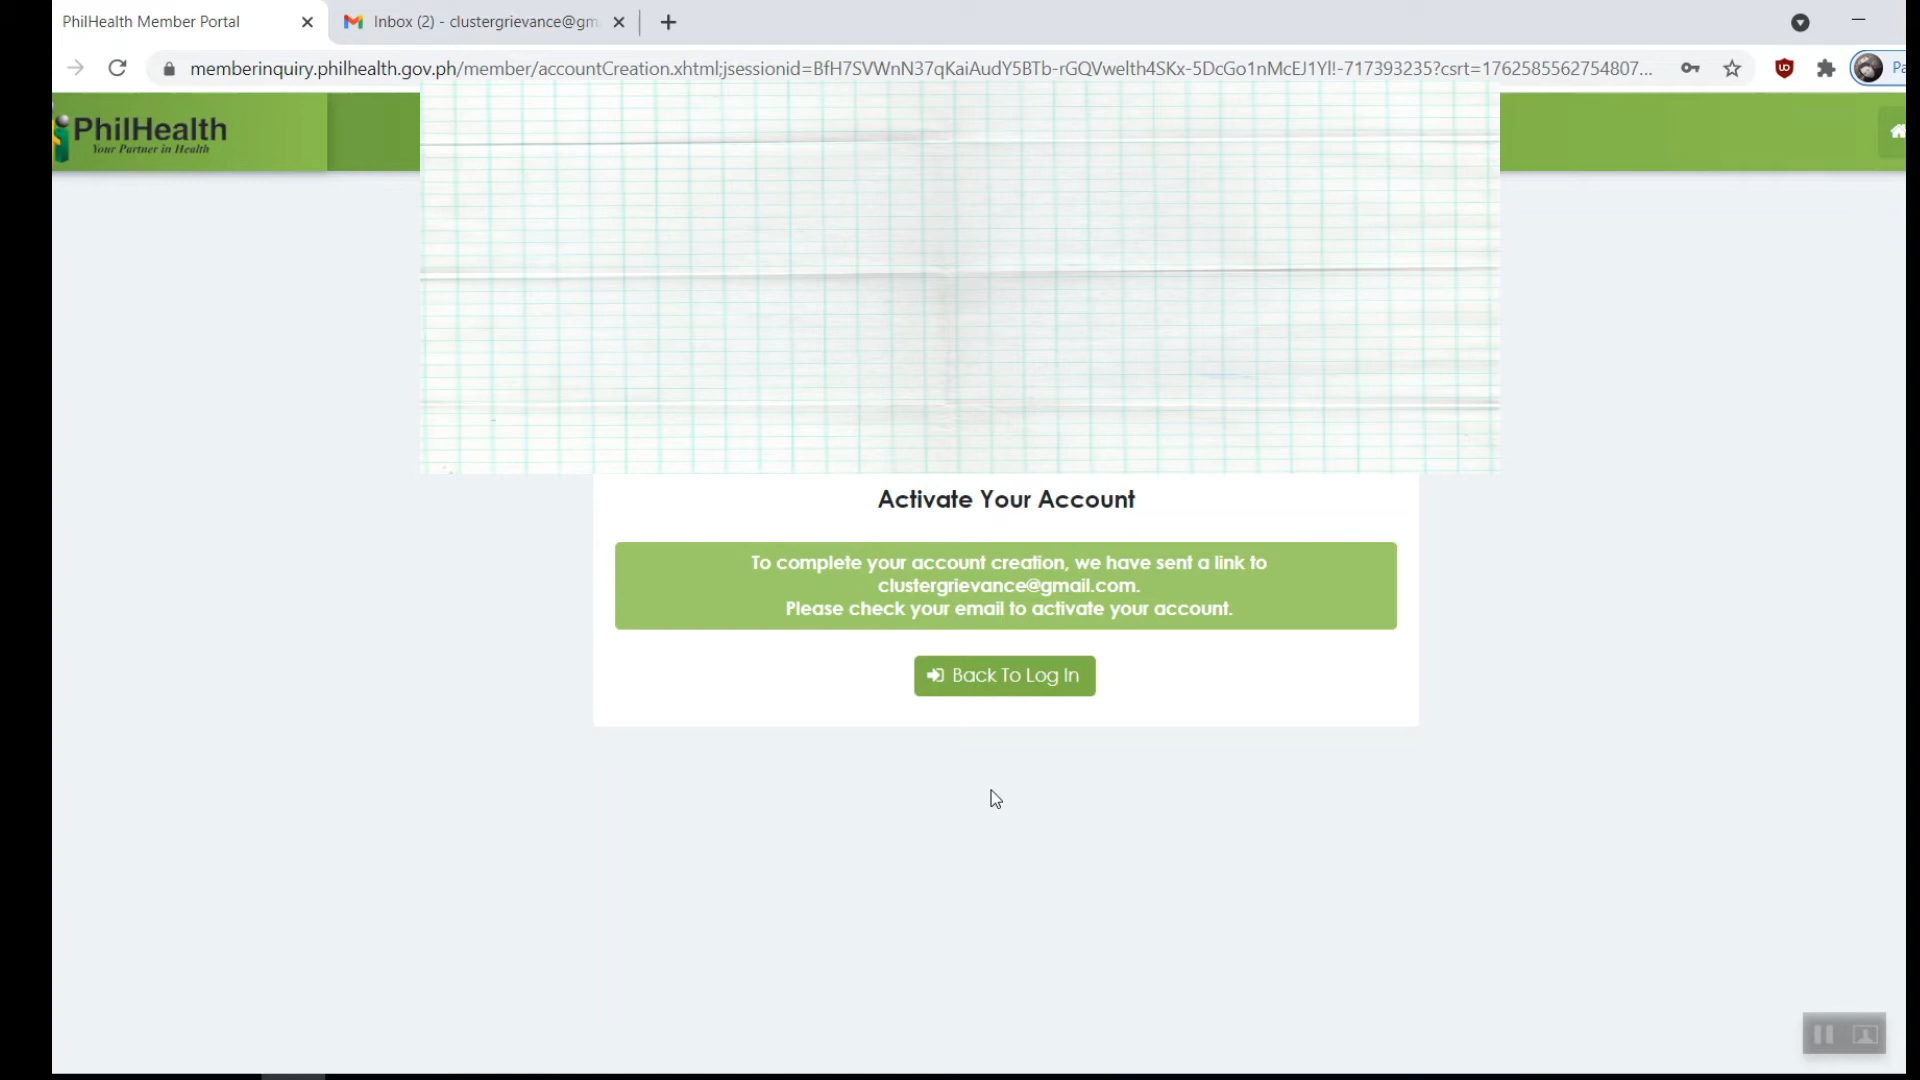 PhilHealth Member Portal
Inbox (2) - clustergrievance@gm
memberinquiry.philhealth.gov.ph/member/accountCreation.xhtml;jsessionid=BfH7SVWnN37qKaiAudY5BTb-rGQVwelth4SKx-5DcGo1nMcEJ1Yl!-717393235?csrt=1762585562754807...
Pa
PhilHealth
Your Partner in Health
Activate Your Account
To complete your account creation, we have sent a link to
clustergrievance@gmail.com.
Please check your email to activate your account.
Back To Log In